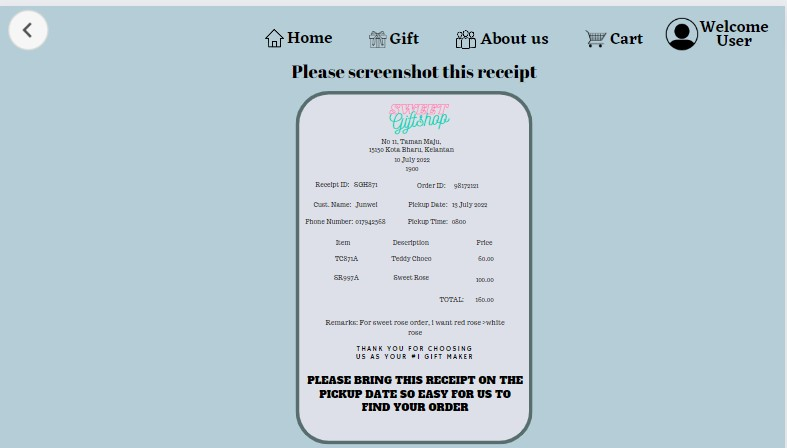 Home
Gift
About us
Cart
Welcome
User
Please screenshot this receipt
SWEET
Giftshop
No 11, Taman Maju,
15150 Kota Bharu, Kelantan
10 July 2022
1900
Receipt ID: SGH871 Order ID: 98172121
Cust. Name: Junwei Pickup Date: 15 July 2022
Phone Number: 017942568 Pickup Time: 0800
Item Description Price
TC871A Teddy Choco 60.00
SR997A Sweet Rose 100.00
TOTAL: 160.00
Remarks: For sweet rose order, i want red rose >white
rose
THANK YOU FOR CHOOSING
US AS YOUR #1 GIFT MAKER
PLEASE BRING THIS RECEIPT ON THE
PICKUP DATE SO EASY FOR US TO
FIND YOUR ORDER